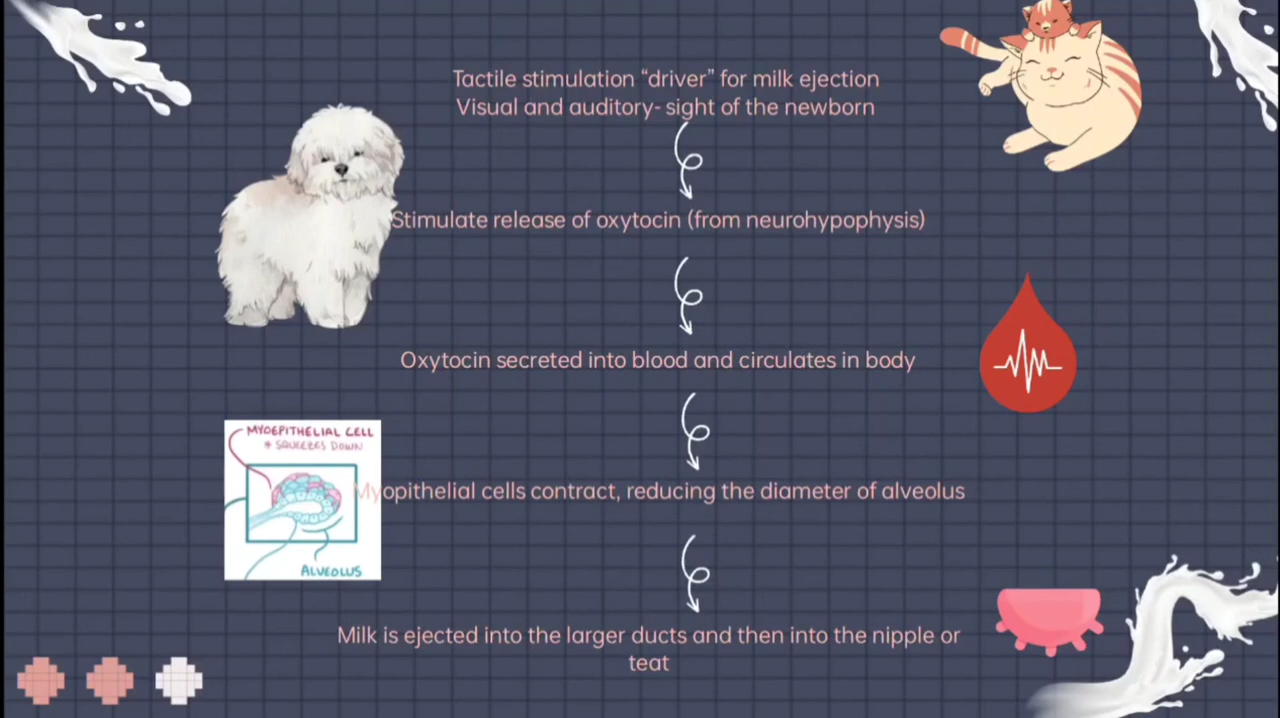 Tactile stimulation “driver” for milk ejection
Visual and auditory- sight of the newborn
Stimulate release of oxytocin (from neurohypophysis)
Oxytocin secreted into blood and circulates in body
MYOEPITHELIAL CELL
* SQUEEZES DOWN
Myopithelial cells contract, reducing the diameter of alveolus
ALVEOLUS
Milk is ejected into the larger ducts and then into the nipple or
teat